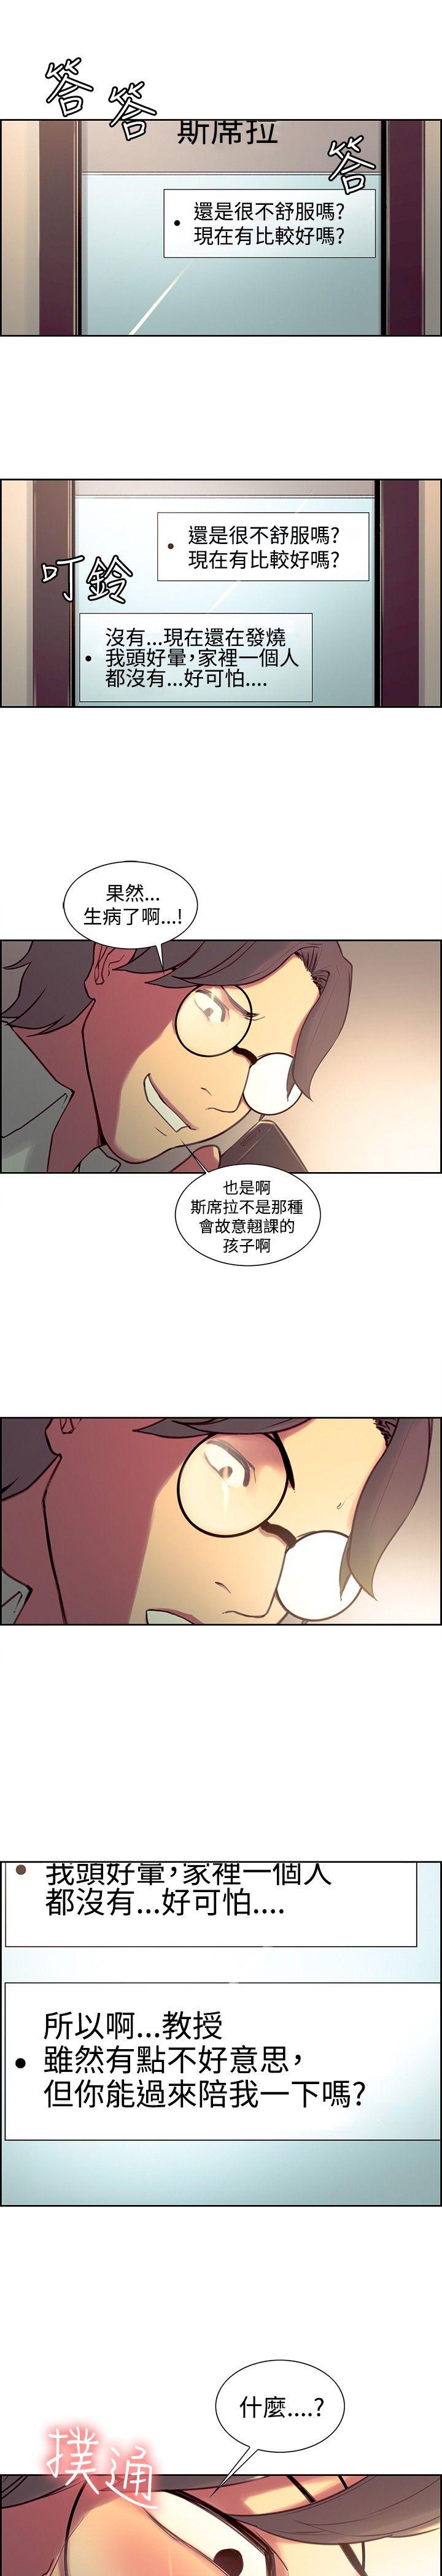 答
答
答
斯席拉
還是很不舒服嗎?
現在有比較好嗎?
還是很不舒服嗎?
現在有比較好嗎?
叮鈴
沒有...現在還在發燒
我頭好暈，家裡一個人
都沒有...好可怕....
果然...
生病了啊...!
也是啊
斯席拉不是那種
會故意翹課的
孩子啊
我頭好暈，家裡一個人
都沒有...好可怕....
所以啊...教授
雖然有點不好意思，
但你能過來陪我一下嗎?
什麼....?
撲通